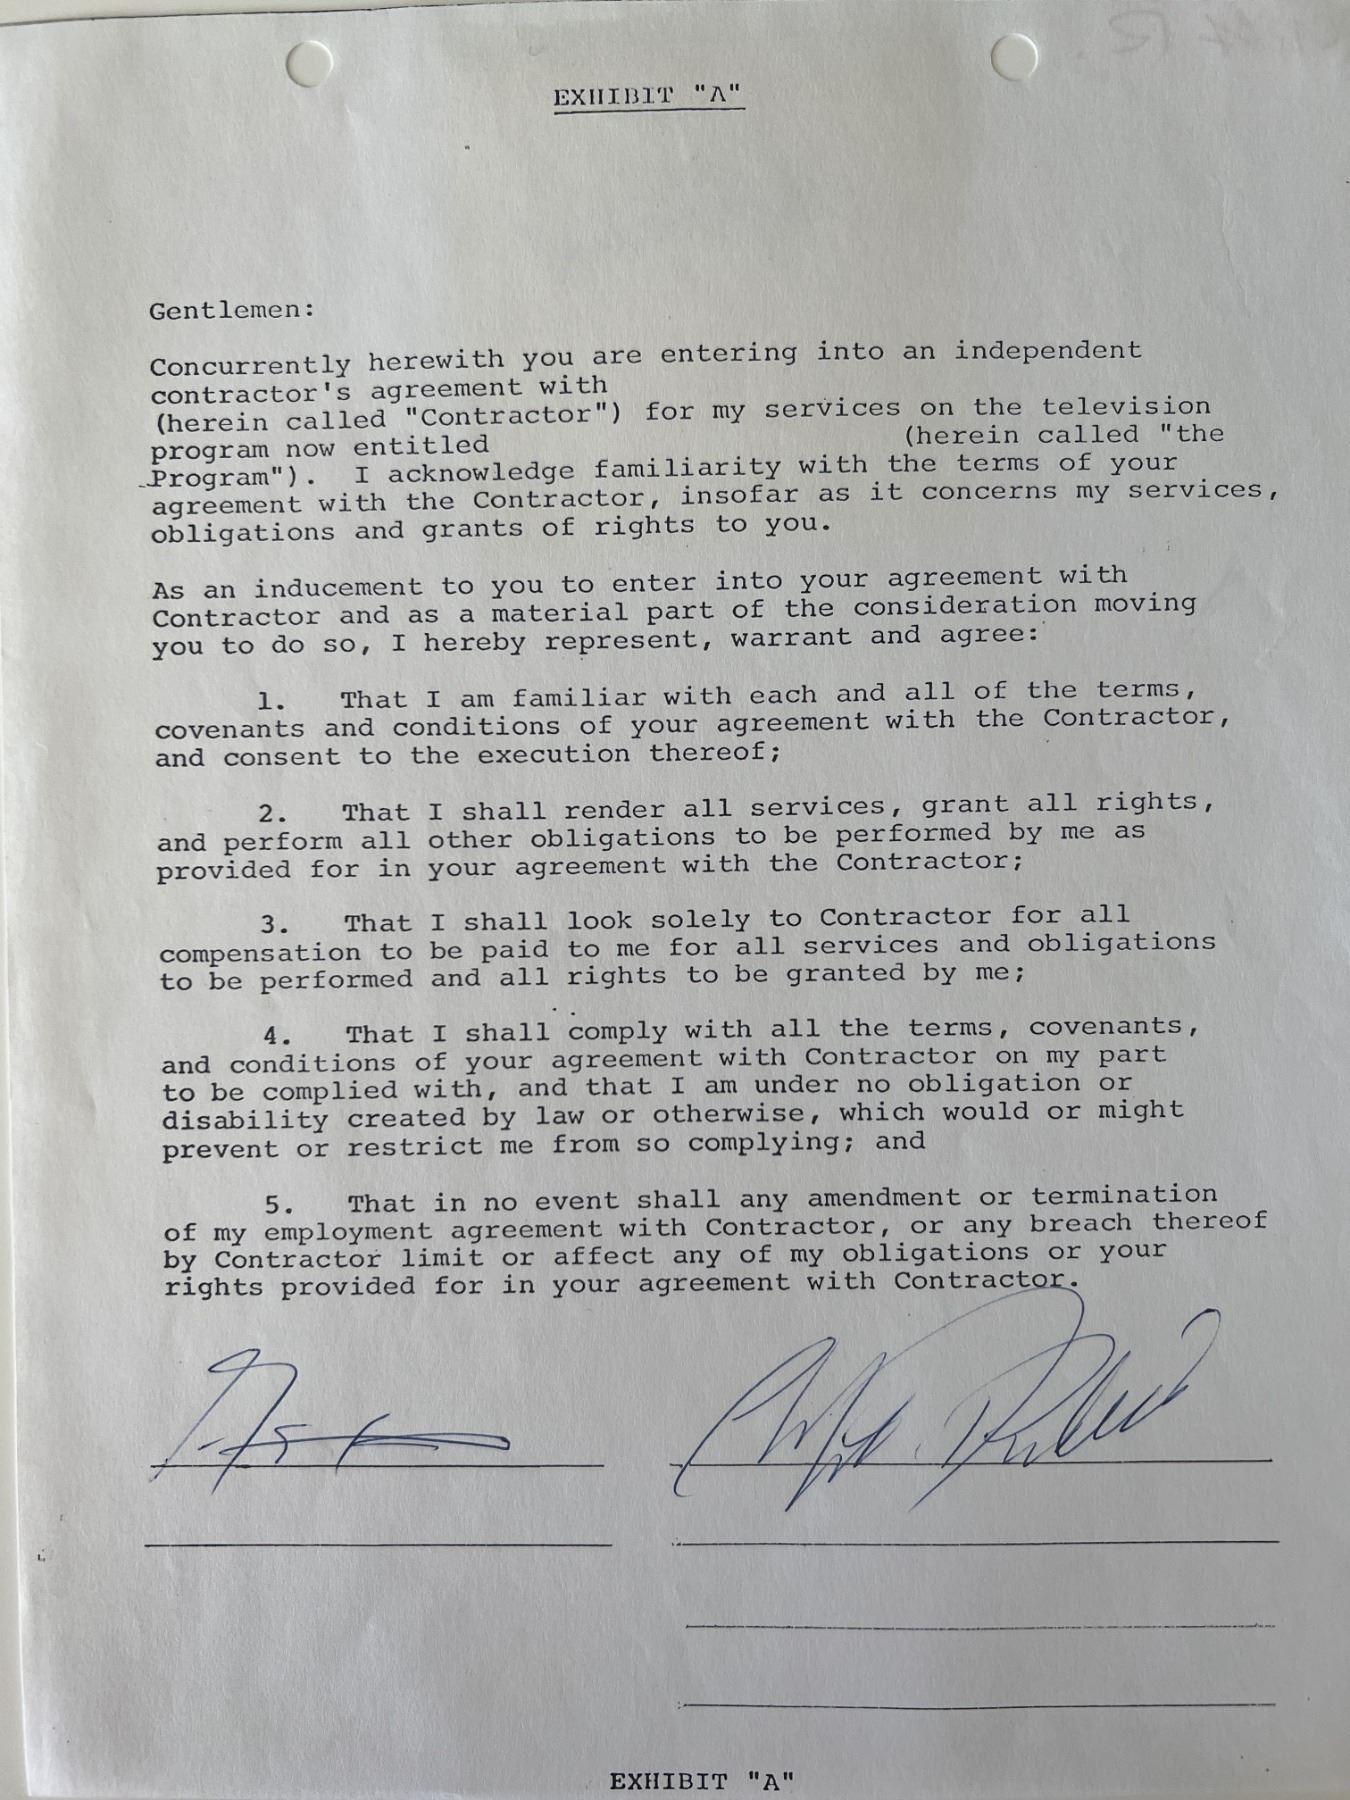 EXHIBIT "A"
Gentlemen:
Concurrently herewith you are entering into an independent
contractor's agreement with
(herein called "Contractor") for my services on the television
program now entitled (herein called "the
Program"). I acknowledge familiarity with the terms of your
agreement with the Contractor, insofar as it concerns my services,
obligations and grants of rights to you.
As an inducement to you to enter into your agreement with
Contractor and as a material part of the consideration moving
you to do so, I hereby represent, warrant and agree:
1. That I am familiar with each and all of the terms,
covenants and conditions of your agreement with the Contractor,
and consent to the execution thereof;
2. That I shall render all services, grant all rights,
and perform all other obligations to be performed by me as
provided for in your agreement with the Contractor;
3. That I shall look solely to Contractor for all
compensation to be paid to me for all services and obligations
to be performed and all rights to be granted by me;
4. That I shall comply with all the terms, covenants,
and conditions of your agreement with Contractor on my part
to be complied with, and that I am under no obligation or
disability created by law or otherwise, which would or might
prevent or restrict me from so complying; and
5. That in no event shall any amendment or termination
of my employment agreement with Contractor, or any breach thereof
by Contractor limit or affect any of my obligations or your
rights provided for in your agreement with Contractor.
EXHIBIT "A"